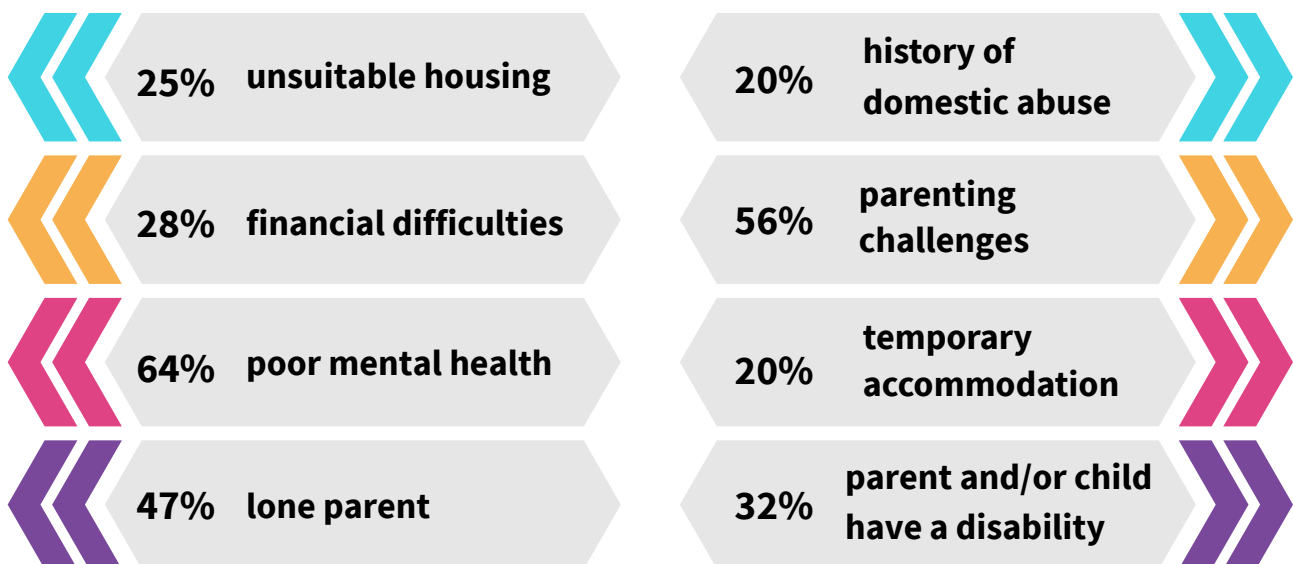 25% unsuitable housing
28% financial difficulties
64% poor mental health
47% lone parent
20% history of
domestic abuse
56% parenting
challenges
20% temporary
accommodation
32% parent and/or child
have a disability